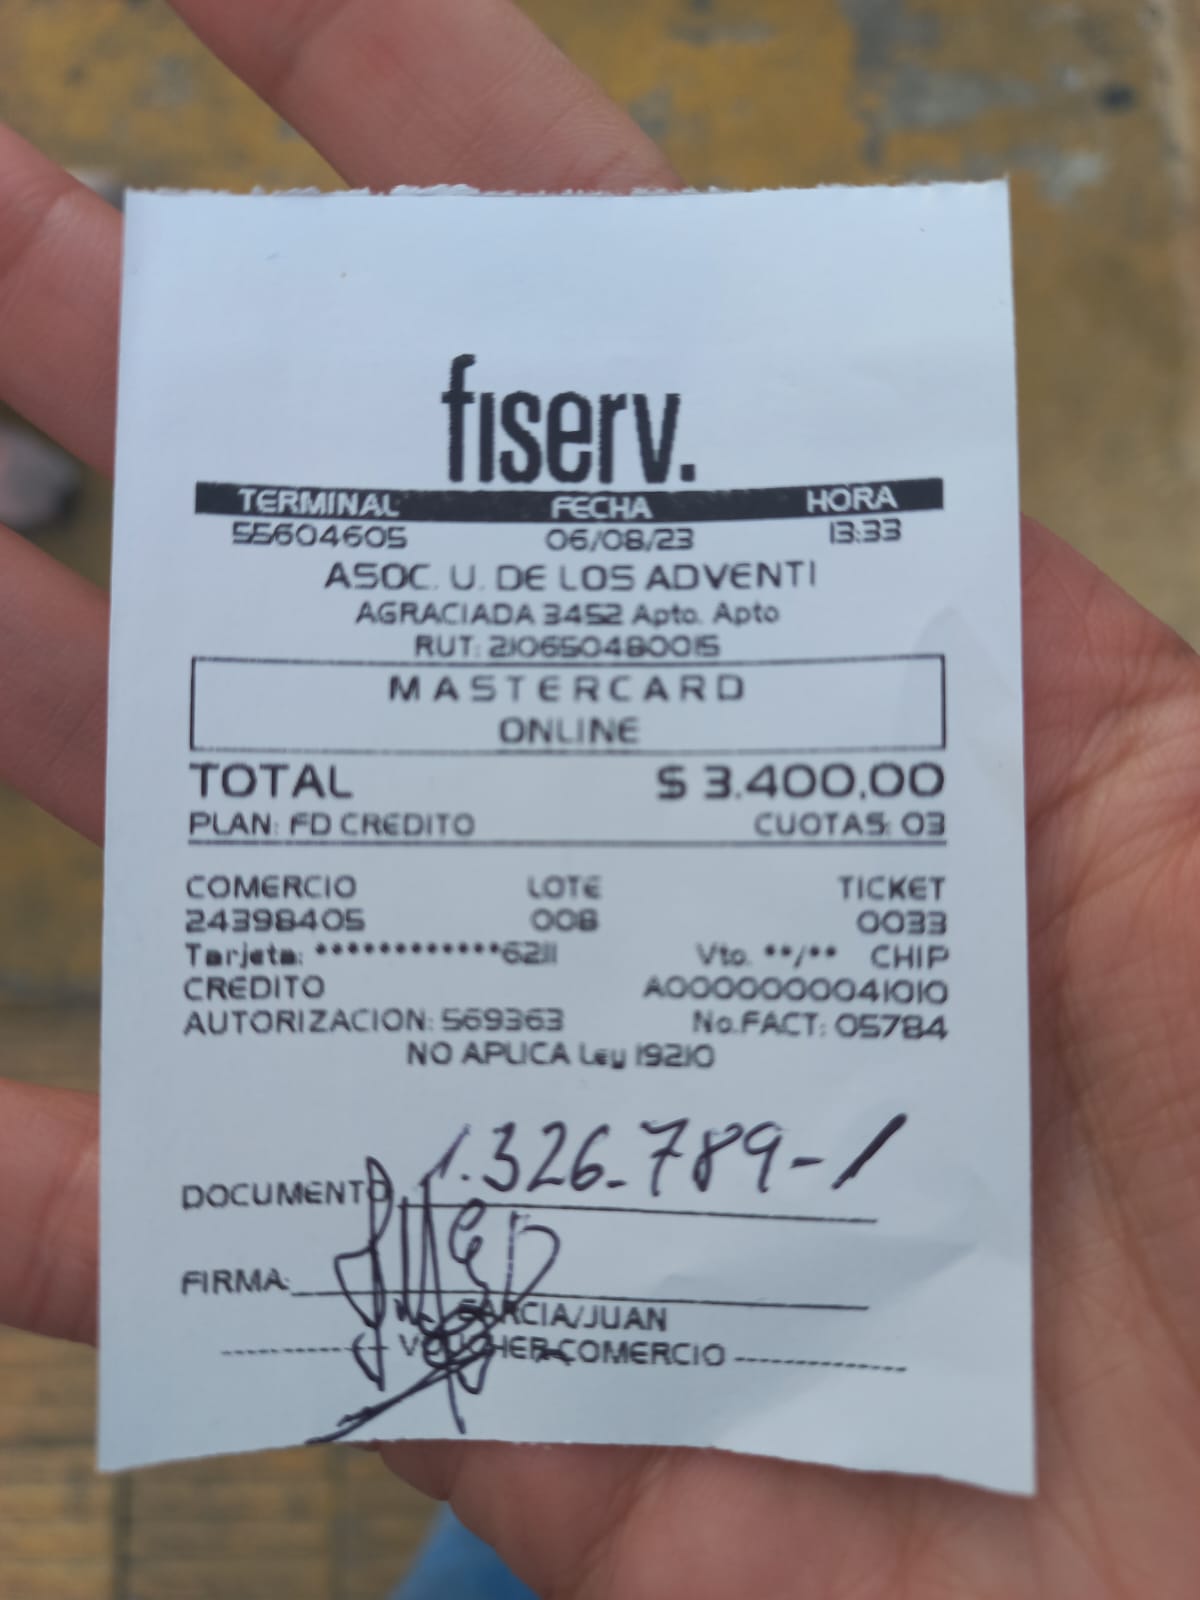 fiserv.
TERMINAL FECHA HORA
55604605 06/08/23 13:33
ASOC. U. DE LOS ADVENTI
AGRACIADA 3452 Apto. Apto
RUT: 210650480015
MASTERCARD
ONLINE
TOTAL $ 3.400,00
PLAN: FD CREDITO CUOTAS: 03
COMERCIO LOTE TICKET
24398405 008 0033
Tarjeta: ************6211 Vto. **/** CHIP
CREDITO A0000000041010
AUTORIZACION: 569363 No.FACT: 05784
NO APLICA Ley 19210
DOCUMENTO 1.326.789-1
FIRMA:
GARCIA/JUAN
VOUCHER-COMERCIO